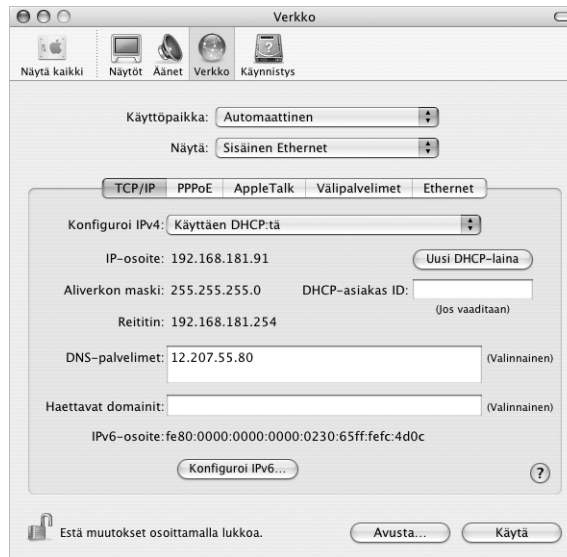 Verkko
Näytä kaikki
Näytöt
Äänet
Verkko
Käynnistys
Käyttöpaikka: Automaattinen
Näytä: Sisäinen Ethernet
TCP/IP
PPPoE
AppleTalk
Välipalvelimet
Ethernet
Konfiguroi IPv4: Käyttäen DHCP:tä
IP-osoite: 192.168.181.91
Uusi DHCP-laina
Aliverkon maski: 255.255.255.0
DHCP-asiakas ID:
(Jos vaaditaan)
Reititin: 192.168.181.254
DNS-palvelimet: 12.207.55.80
(Valinnainen)
Haettavat domainit:
(Valinnainen)
IPv6-osoite: fe80:0000:0000:0000:0230:65ff:fefc:4d0c
Konfiguroi IPv6...
?
Estä muutokset osoittamalla lukkoa.
Avusta...
Käytä